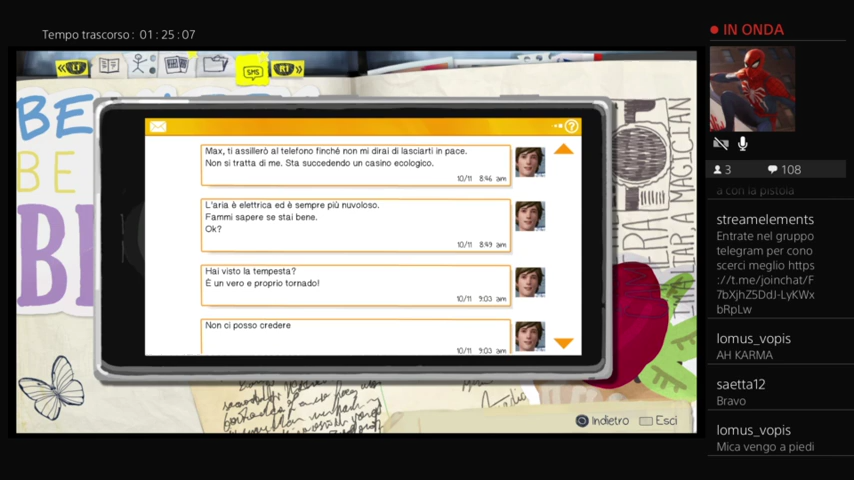 Tempo trascorso: 01:25:07
IN ONDA
L1
SMS
R1
BE
BE
B
Max, ti assillerò al telefono finché non mi dirai di lasciarti in pace.
Non si tratta di me. Sta succedendo un casino ecologico.
10/11 8:46 am
L'aria è elettrica ed è sempre più nuvoloso.
Fammi sapere se stai bene.
Ok?
10/11 8:49 am
Hai visto la tempesta?
È un vero e proprio tornado!
10/11 9:03 am
Non ci posso credere
10/11 9:03 am
Indietro
Esci
3
108
a con la pistola
streamelements
Entrate nel gruppo
telegram per cono
scerci meglio https
://t.me/joinchat/F
7bXjhZ5DdJ-LyKWx
bRpLw
lomus_vopis
AH KARMA
saetta12
Bravo
lomus_vopis
Mica vengo a piedi